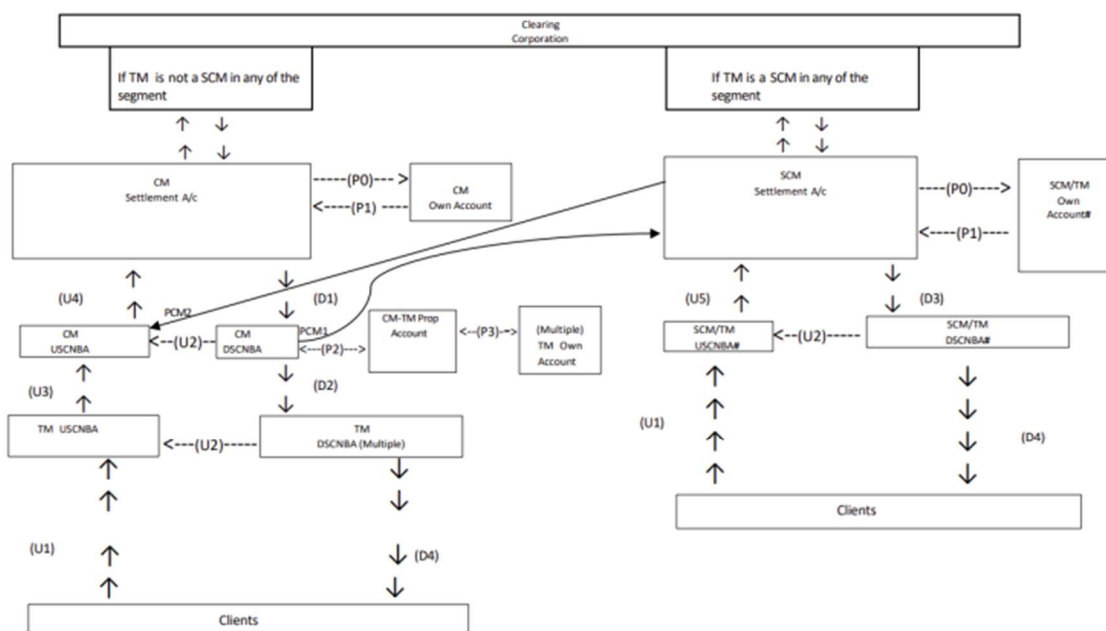 Clearing
Corporation
If TM is not a SCM in any of the
segment
If TM is a SCM in any of the
segment
CM
Settlement A/c
(P0)
(P1)
CM
Own Account
SCM
Settlement A/c
(P0)
(P1)
SCM/TM
Own
Account#
(U4)
(D1)
PCM2
CM
USCNBA
(U2)
CM
DSCNBA
PCM1
(P2)
CM-TM Prop
Account
(P3)
(Multiple)
TM Own
Account
(U5)
(D3)
SCM/TM
USCNBA#
(U2)
SCM/TM
DSCNBA#
(U3)
(D2)
TM USCNBA
(U2)
TM
DSCNBA (Multiple)
(U1)
(D4)
Clients
(U1)
(D4)
Clients